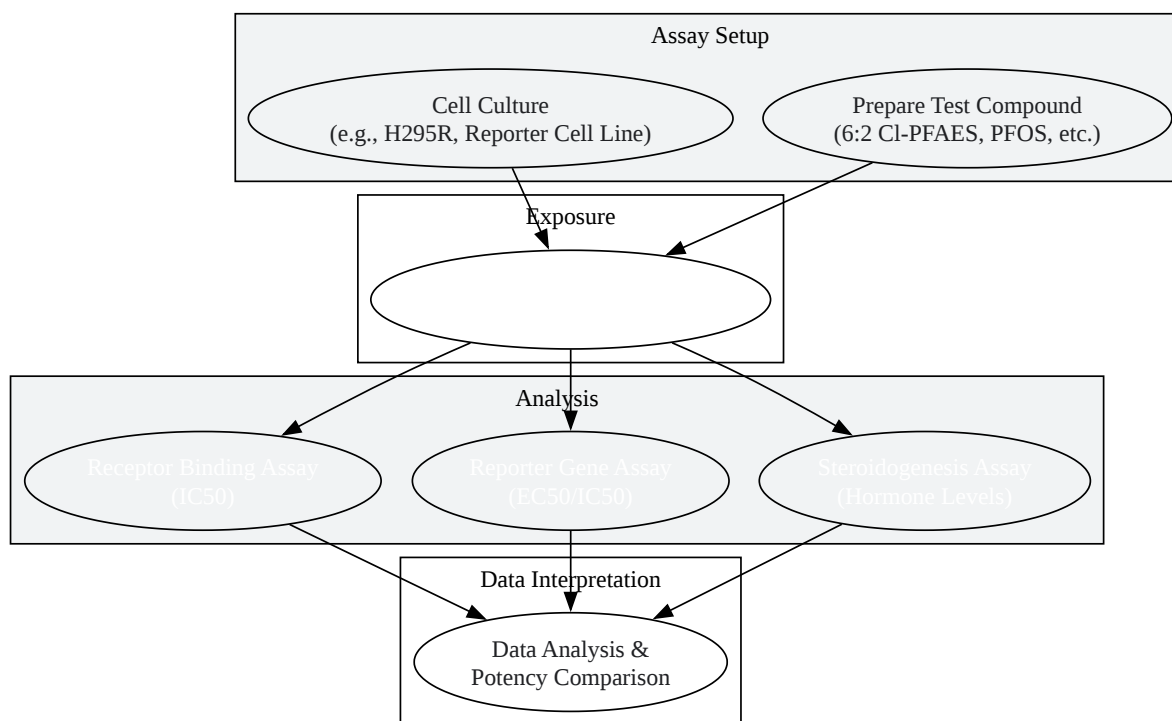 Assay Setup
Cell Culture
(e.g., H295R, Reporter Cell Line)
Prepare Test Compound
(6:2 Cl-PFAES, PFOS, etc.)
Exposure
Analysis
Receptor Binding Assay
(IC50)
Reporter Gene Assay
(EC50/IC50)
Steroidogenesis Assay
(Hormone Levels)
Data Interpretation
Data Analysis &
Potency Comparison